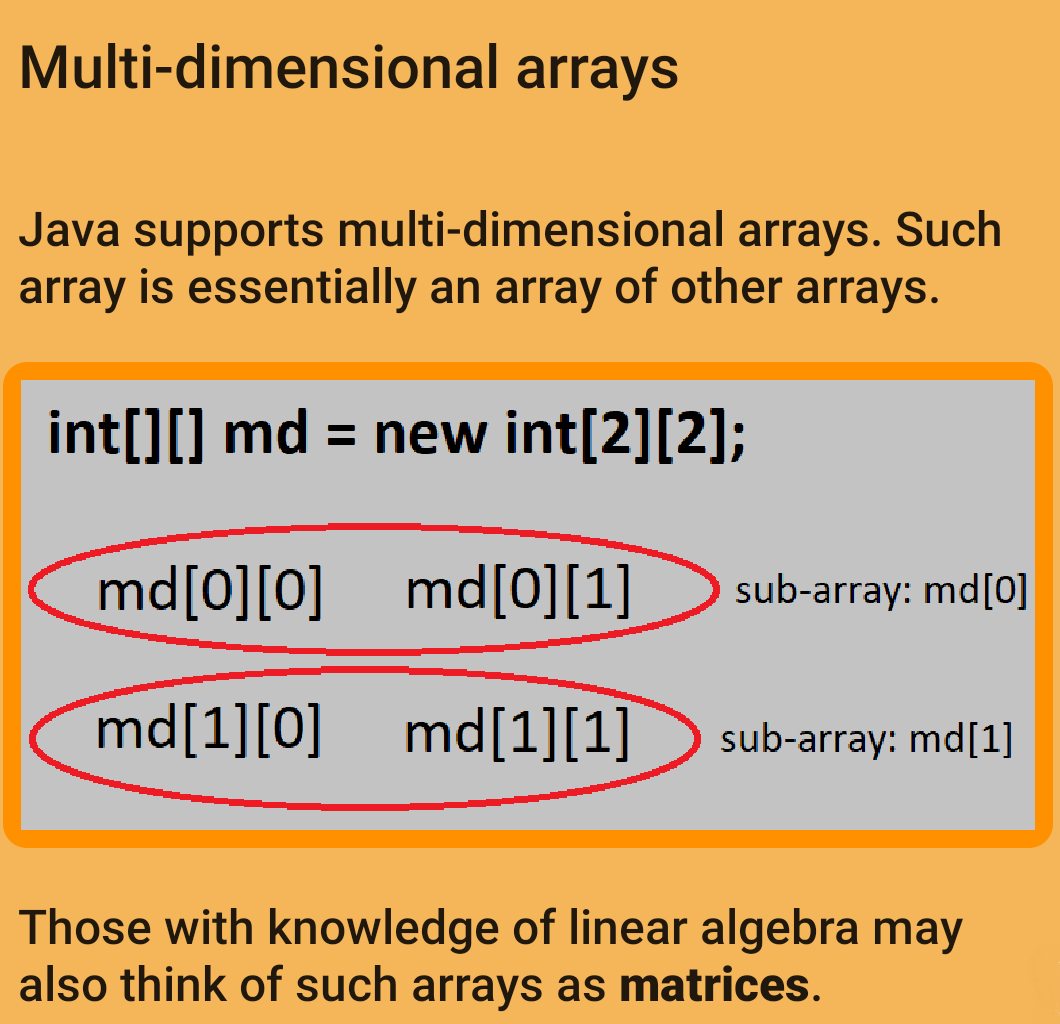 Multi-dimensional arrays
Java supports multi-dimensional arrays. Such
array is essentially an array of other arrays.
int[][] md = new int[2][2];
md[0][0] md[0][1] sub-array: md[0]
md[1][0] md[1][1] sub-array: md[1]
Those with knowledge of linear algebra may
also think of such arrays as matrices.